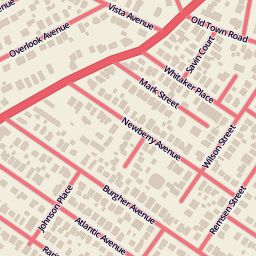 Vista Avenue
Old Town Road
Overlook Avenue
Savin Court
Whitaker Place
Mark Street
Newberry Avenue
Wilson Street
Johnson Place
Burgher Avenue
Remsen Street
Atlantic Avenue